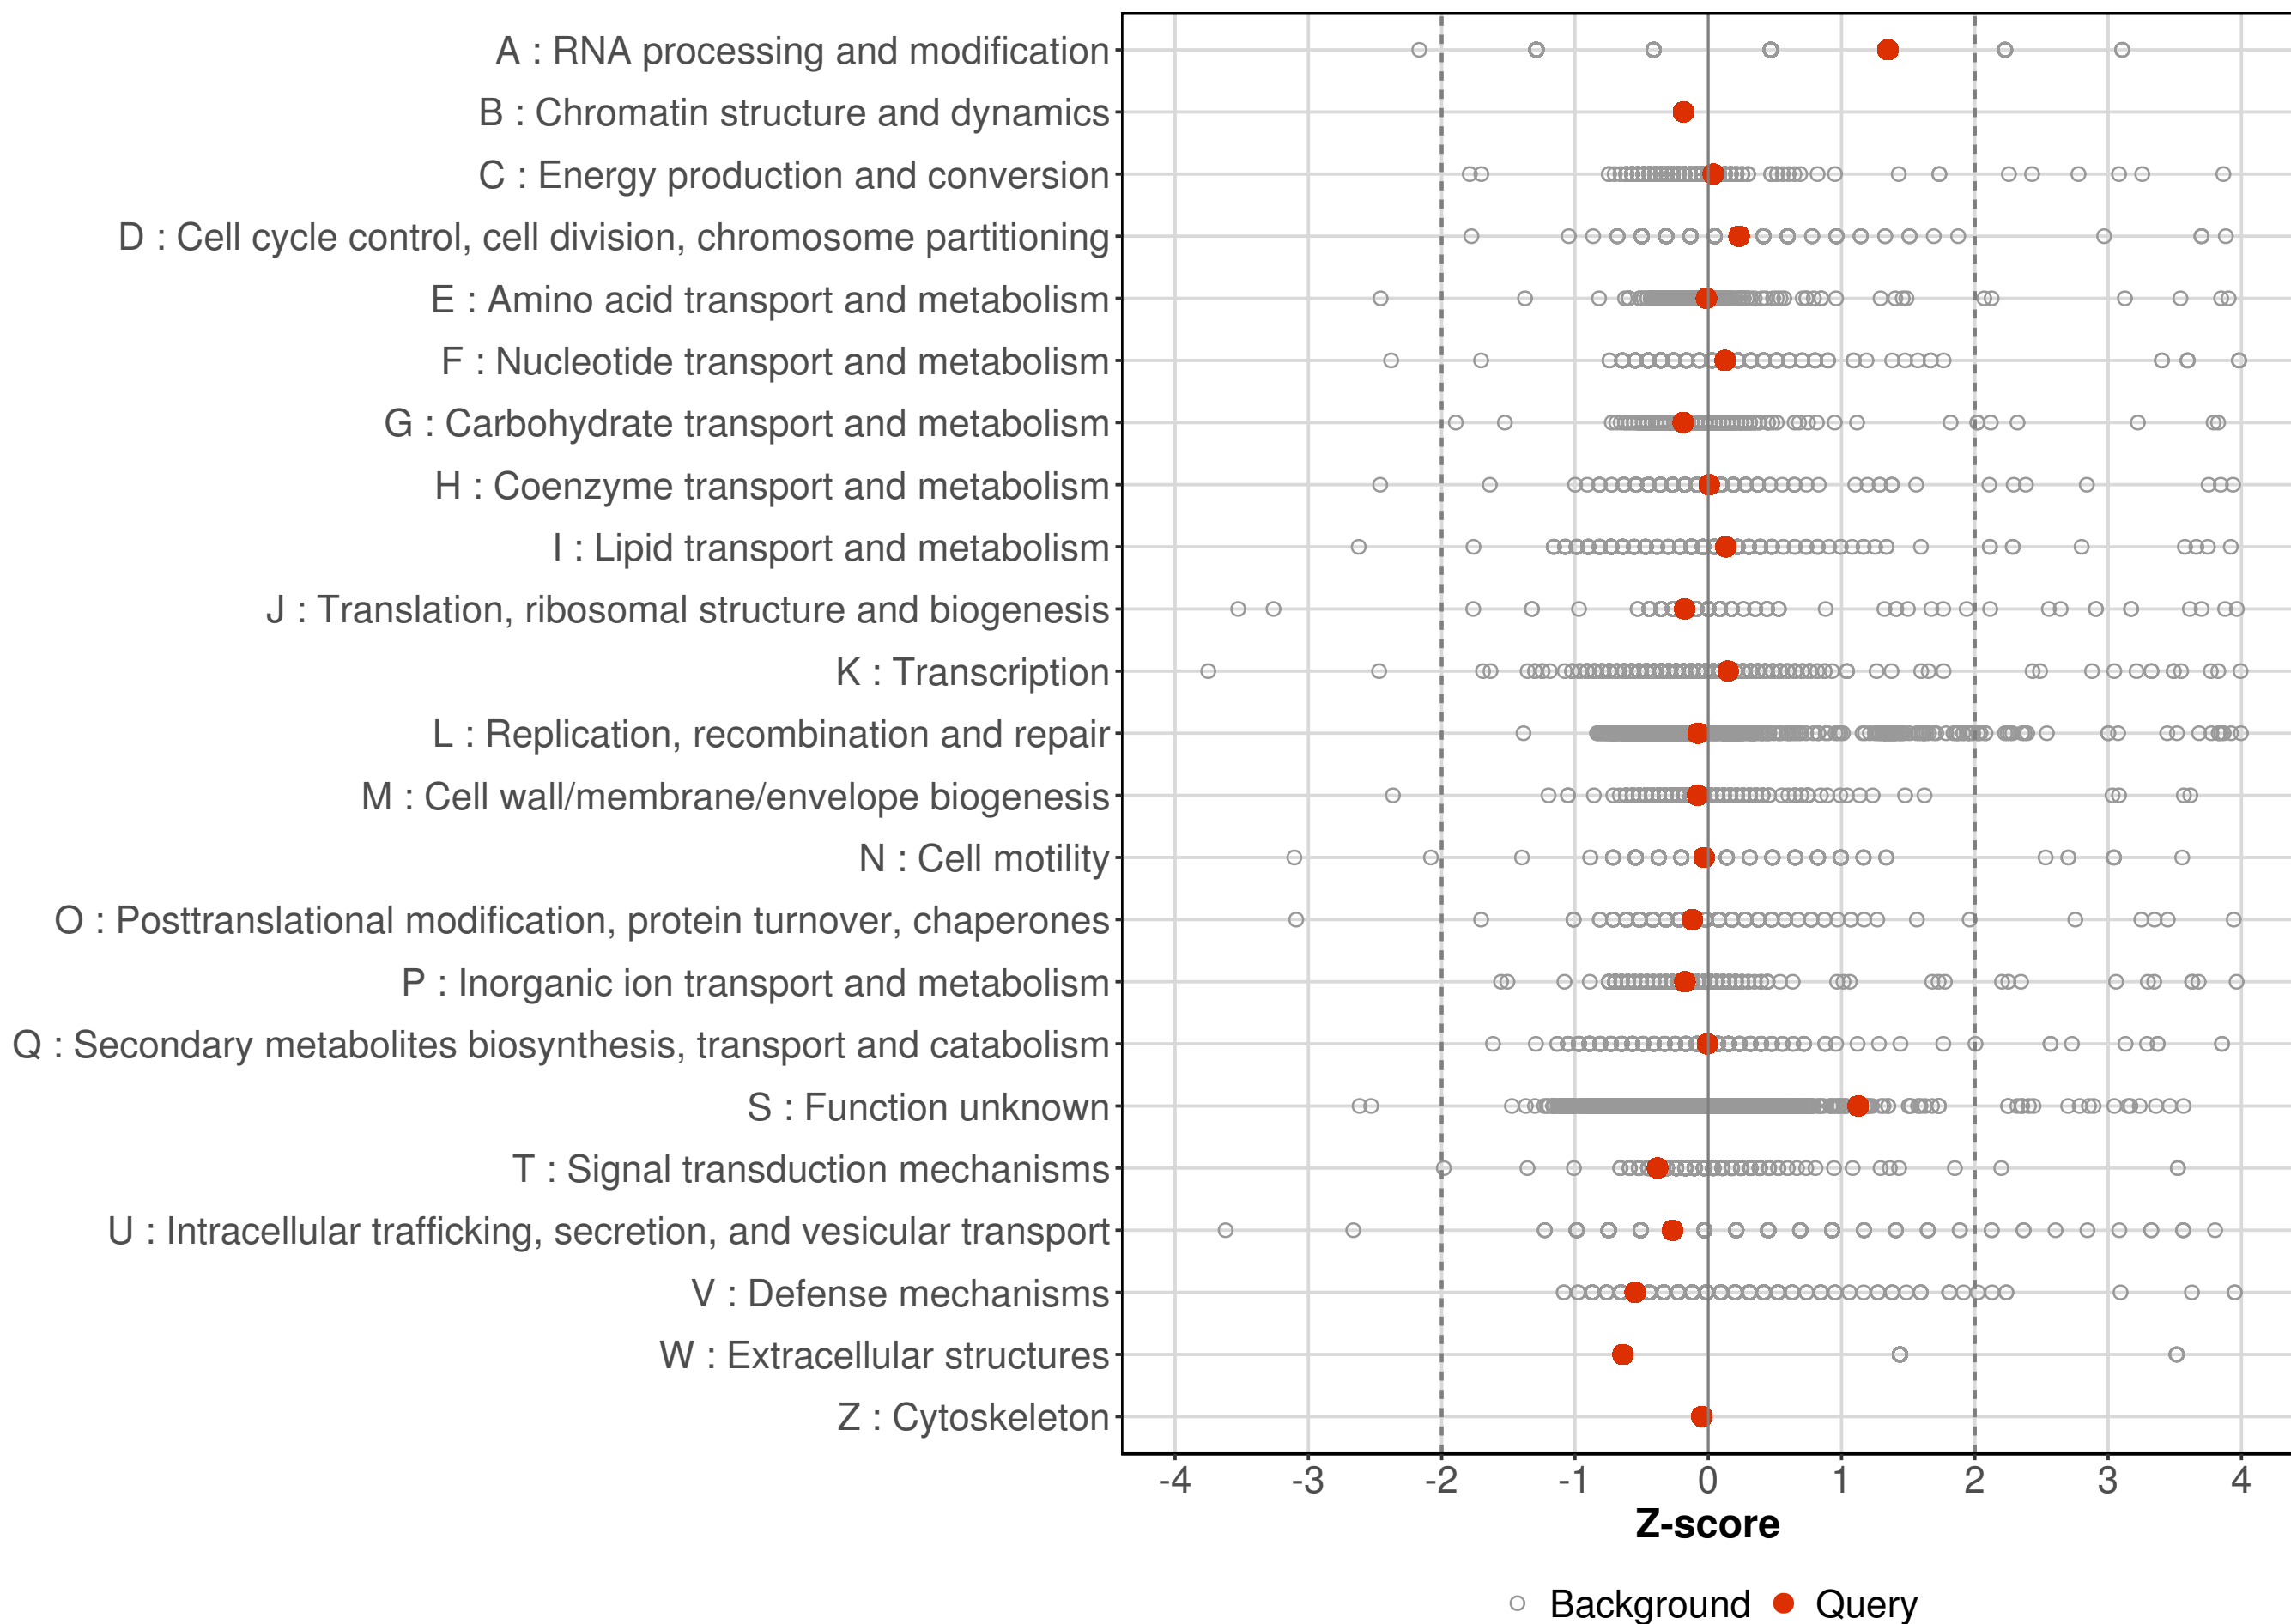 A : RNA processing and modification
B : Chromatin structure and dynamics
C : Energy production and conversion
D : Cell cycle control, cell division, chromosome partitioning
E : Amino acid transport and metabolism
F : Nucleotide transport and metabolism
G : Carbohydrate transport and metabolism
H : Coenzyme transport and metabolism
I : Lipid transport and metabolism
J : Translation, ribosomal structure and biogenesis
K : Transcription
L : Replication, recombination and repair
M : Cell wall/membrane/envelope biogenesis
N : Cell motility
O : Posttranslational modification, protein turnover, chaperones
P : Inorganic ion transport and metabolism
Q : Secondary metabolites biosynthesis, transport and catabolism
S : Function unknown
T : Signal transduction mechanisms
U : Intracellular trafficking, secretion, and vesicular transport
V : Defense mechanisms
W : Extracellular structures
Z : Cytoskeleton
-4 -3 -2 -1 0 1 2 3 4
Z-score
Background Query